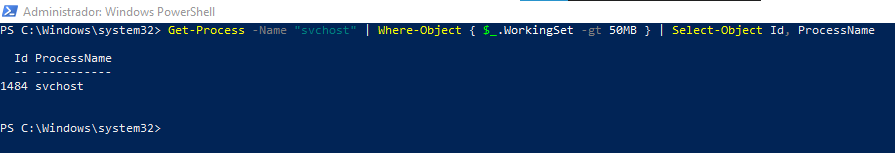 Administrador: Windows PowerShell
PS C:\Windows\system32> Get-Process -Name "svchost" | Where-Object { $_.WorkingSet -gt 50MB } | Select-Object Id, ProcessName
Id ProcessName
-- -----------
1484 svchost
PS C:\Windows\system32>